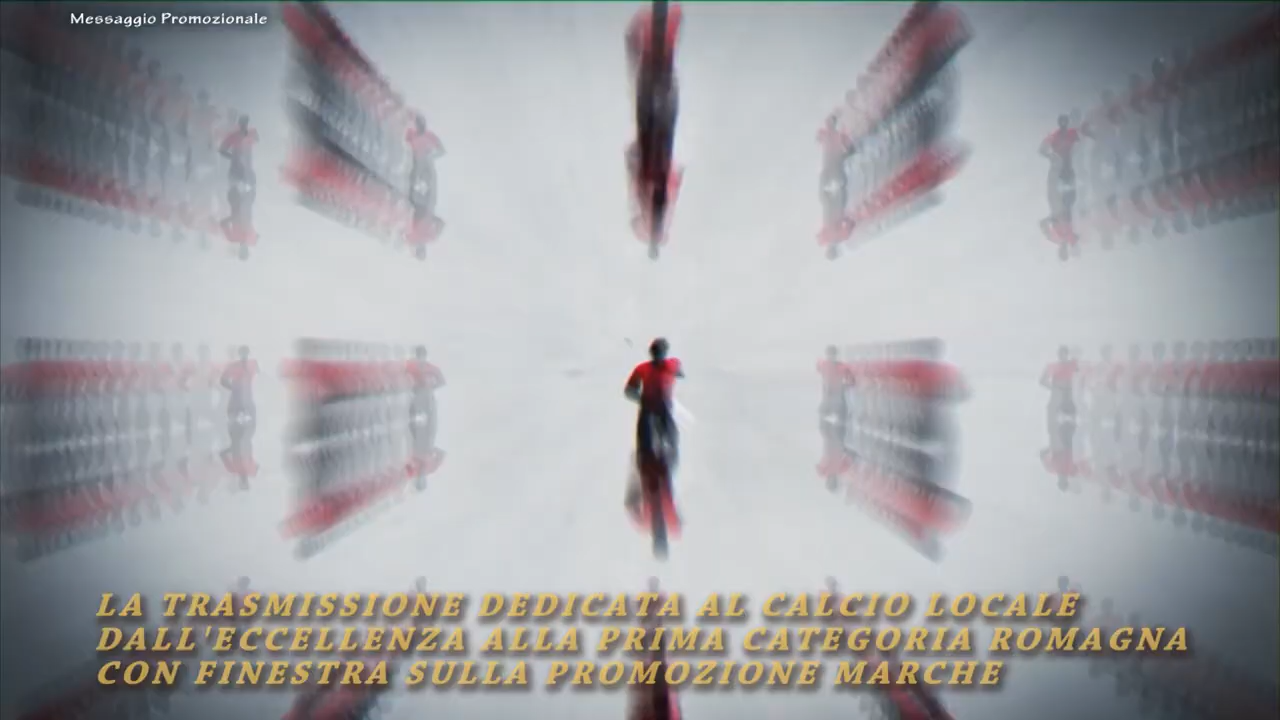 Messaggio Promozionale
LA TRASMISSIONE DEDICATA AL CALCIO LOCALE
DALL'ECCELLENZA ALLA PRIMA CATEGORIA ROMAGNA
CON FINESTRA SULLA PROMOZIONE MARCHE